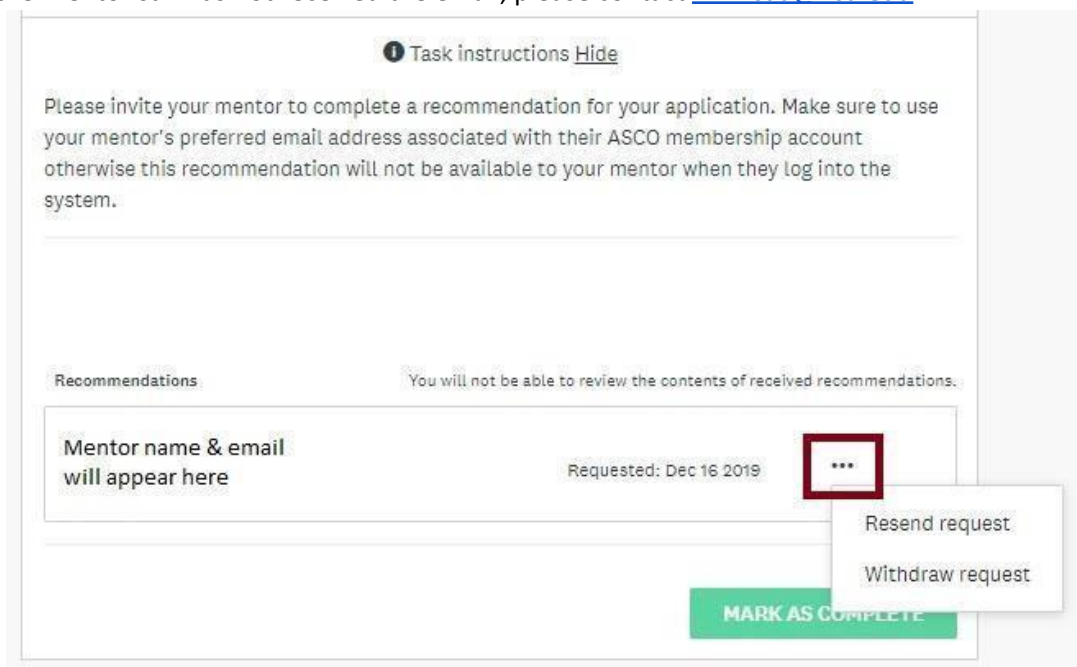 please contact
Task instructions Hide
Please invite your mentor to complete a recommendation for your application. Make sure to use
your mentor's preferred email address associated with their ASCO membership account
otherwise this recommendation will not be available to your mentor when they log into the
system.
Recommendations You will not be able to review the contents of received recommendations.
Mentor name & email
will appear here
Requested: Dec 16 2019 •••
Resend request
Withdraw request
MARK AS COMPLETE